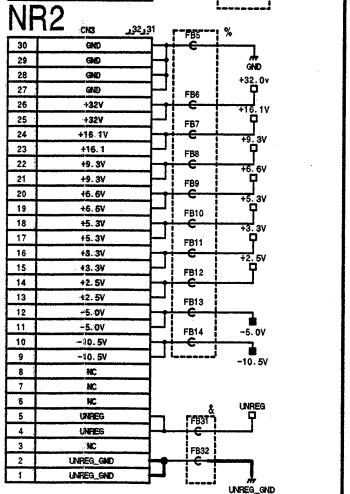 NR2
CN3 32 31
FB5 %
30 GND
29 GND
28 GND
27 GND
GND
+32.0v
26 +32V
FB6
25 +32V
+16.1V
24 +16.1V
FB7
23 +16.1
+9.3V
22 +9.3V
FB8
21 +9.3V
+6.6V
20 +6.6V
FB9
19 +6.6V
+5.3V
18 +5.3V
FB10
17 +5.3V
+3.3V
16 +3.3V
FB11
15 +3.3V
+2.5V
14 +2.5V
FB12
13 +2.5V
12 -5.0V
FB13
11 -5.0V
-5.0V
10 -10.5V
FB14
9 -10.5V
-10.5V
8 NC
7 NC
6 NC
5 UNREG
&
UNREG
4 UNREG
FB31
3 NC
2 UNREG_GND
FB32
1 UNREG_GND
UNREG_GND